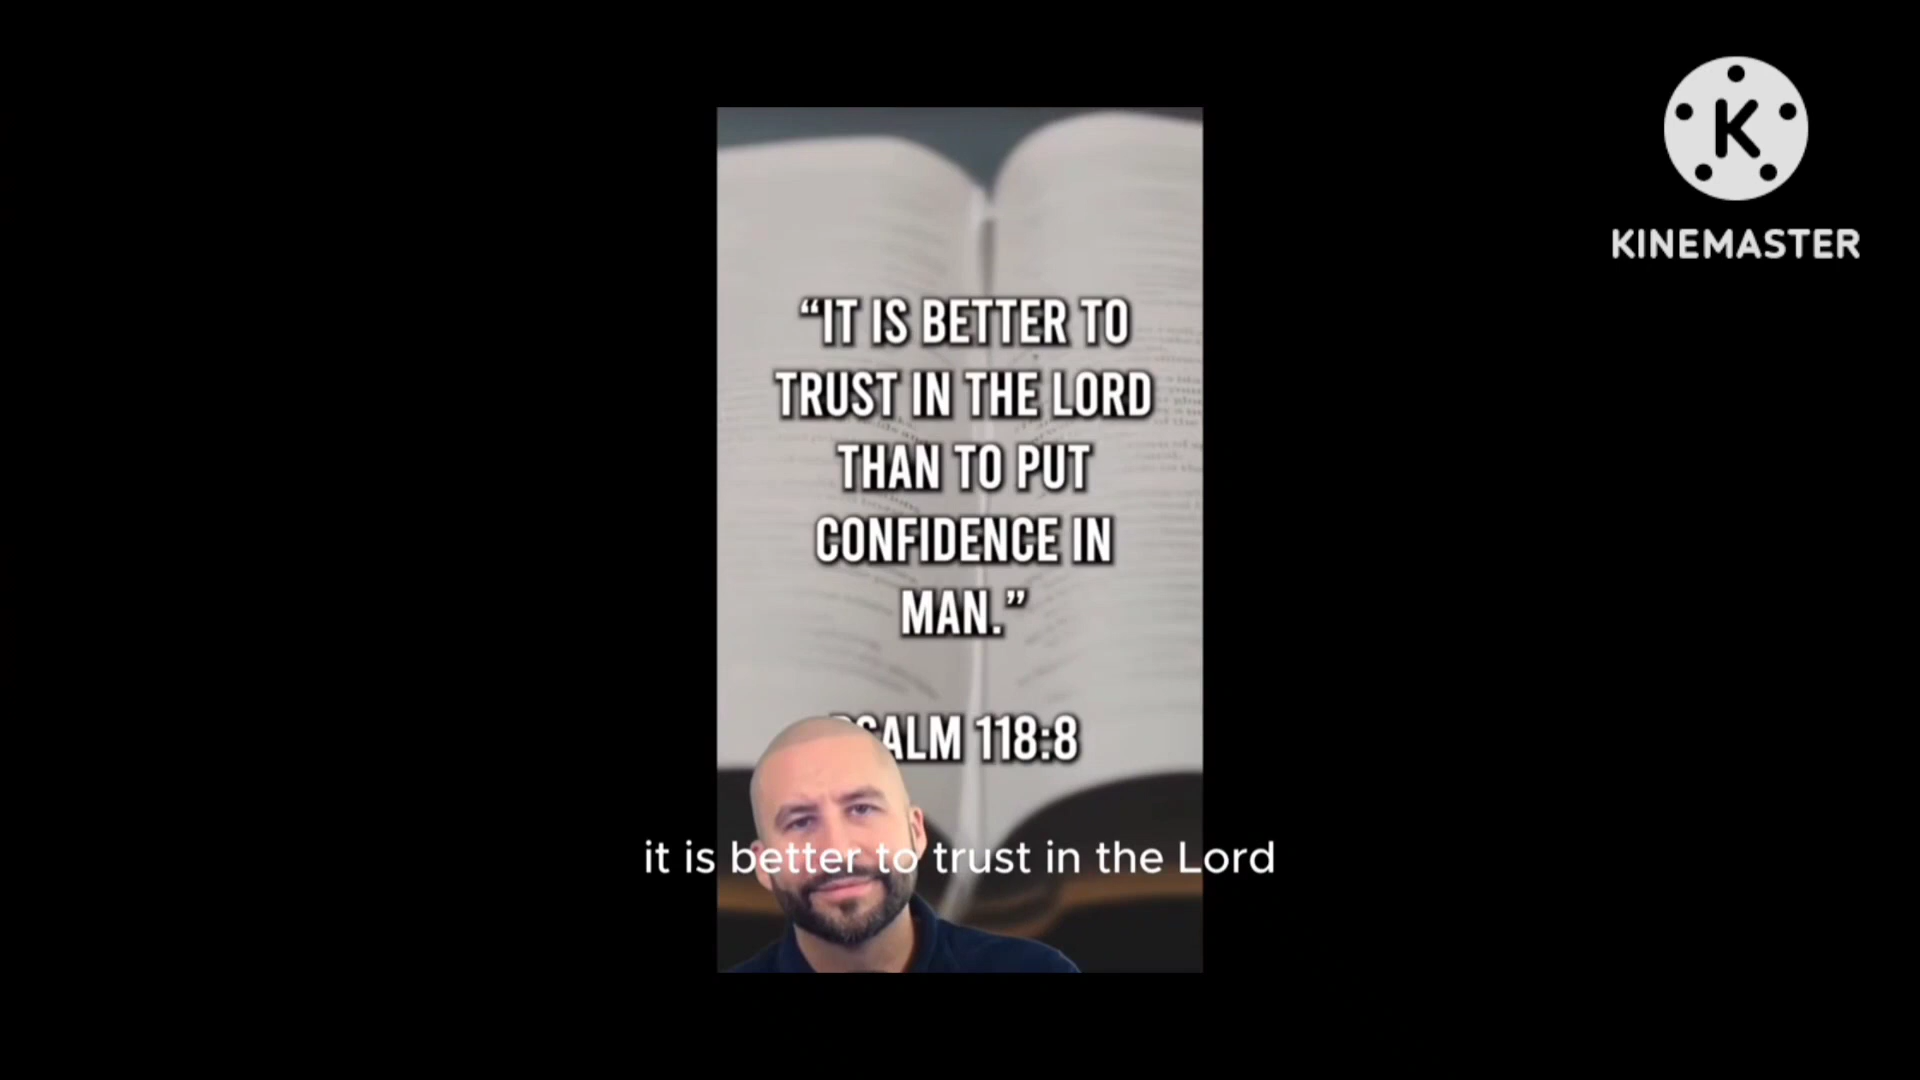 K
KINEMASTER
“IT IS BETTER TO
TRUST IN THE LORD
THAN TO PUT
CONFIDENCE IN
MAN.”
PSALM 118:8
it is better to trust in the Lord